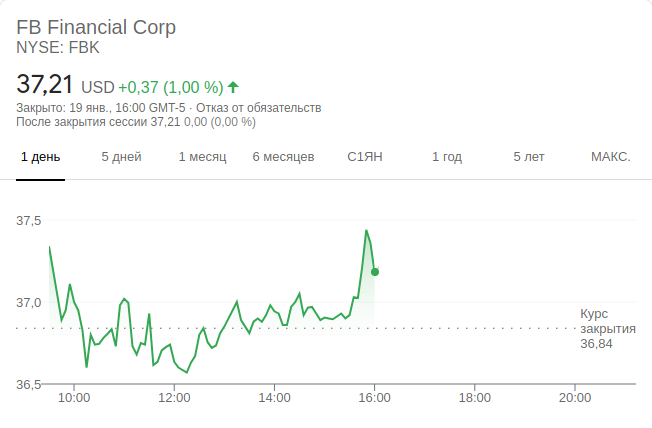 FB Financial Corp
NYSE: FBK
37,21 USD +0,37 (1,00 %)
Закрыто: 19 янв., 16:00 GMT-5 · Отказ от обязательств
После закрытия сессии 37,21 0,00 (0,00 %)
1 день 5 дней 1 месяц 6 месяцев С1ЯН 1 год 5 лет МАКС.
37,5
37,0
Курс
закрытия
36,84
36,5
10:00 12:00 14:00 16:00 18:00 20:00